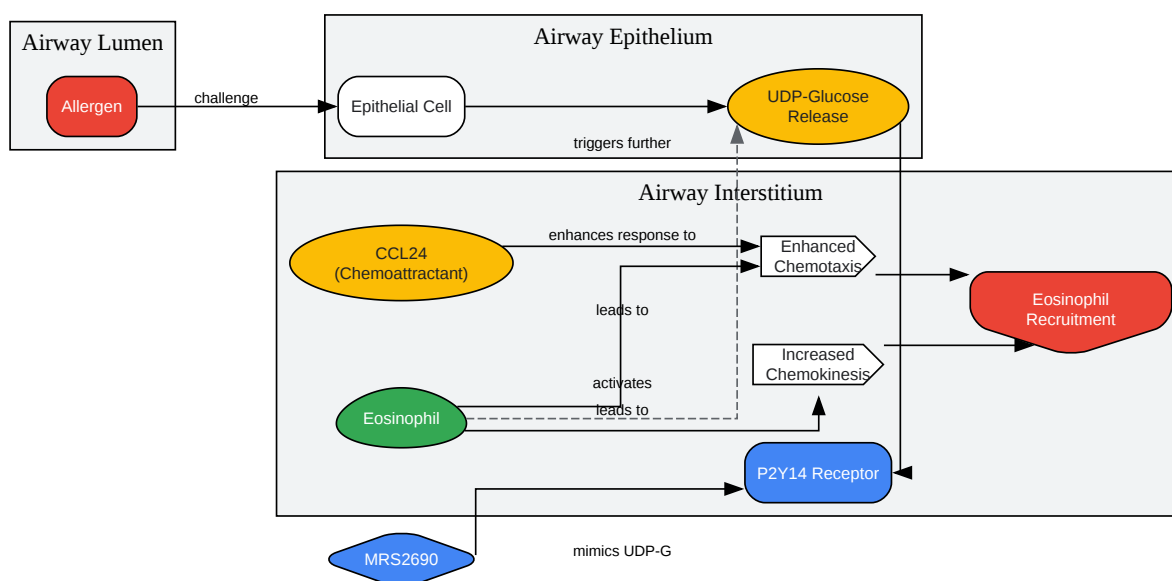 Airway Lumen
Airway Epithelium
Allergen
challenge
Epithelial Cell
UDP-Glucose
Release
triggers further
Airway Interstitium
CCL24
(Chemoattractant)
enhances response to
Enhanced
Chemotaxis
leads to
Eosinophil
Recruitment
Increased
Chemokinesis
activates
leads to
Eosinophil
P2Y14 Receptor
MRS2690
mimics UDP-G